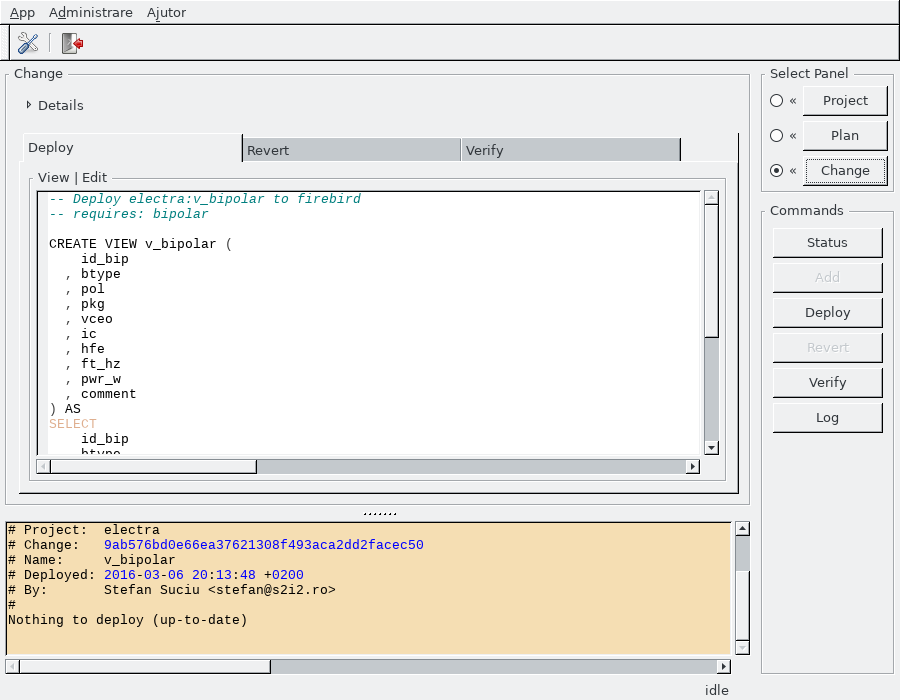 App Administrare Ajutor
Change
Details
Deploy Revert Verify
View | Edit
-- Deploy electra:v_bipolar to firebird
-- requires: bipolar
CREATE VIEW v_bipolar (
id_bip
, btype
, pol
, pkg
, vceo
, ic
, hfe
, ft_hz
, pwr_w
, comment
) AS
SELECT
id_bip
btype
Select Panel
« Project
« Plan
« Change
Commands
Status
Add
Deploy
Revert
Verify
Log
# Project: electra
# Change: 9ab576bd0e66ea37621308f493aca2dd2facec50
# Name: v_bipolar
# Deployed: 2016-03-06 20:13:48 +0200
# By: Stefan Suciu <stefan@s2i2.ro>
#
Nothing to deploy (up-to-date)
idle